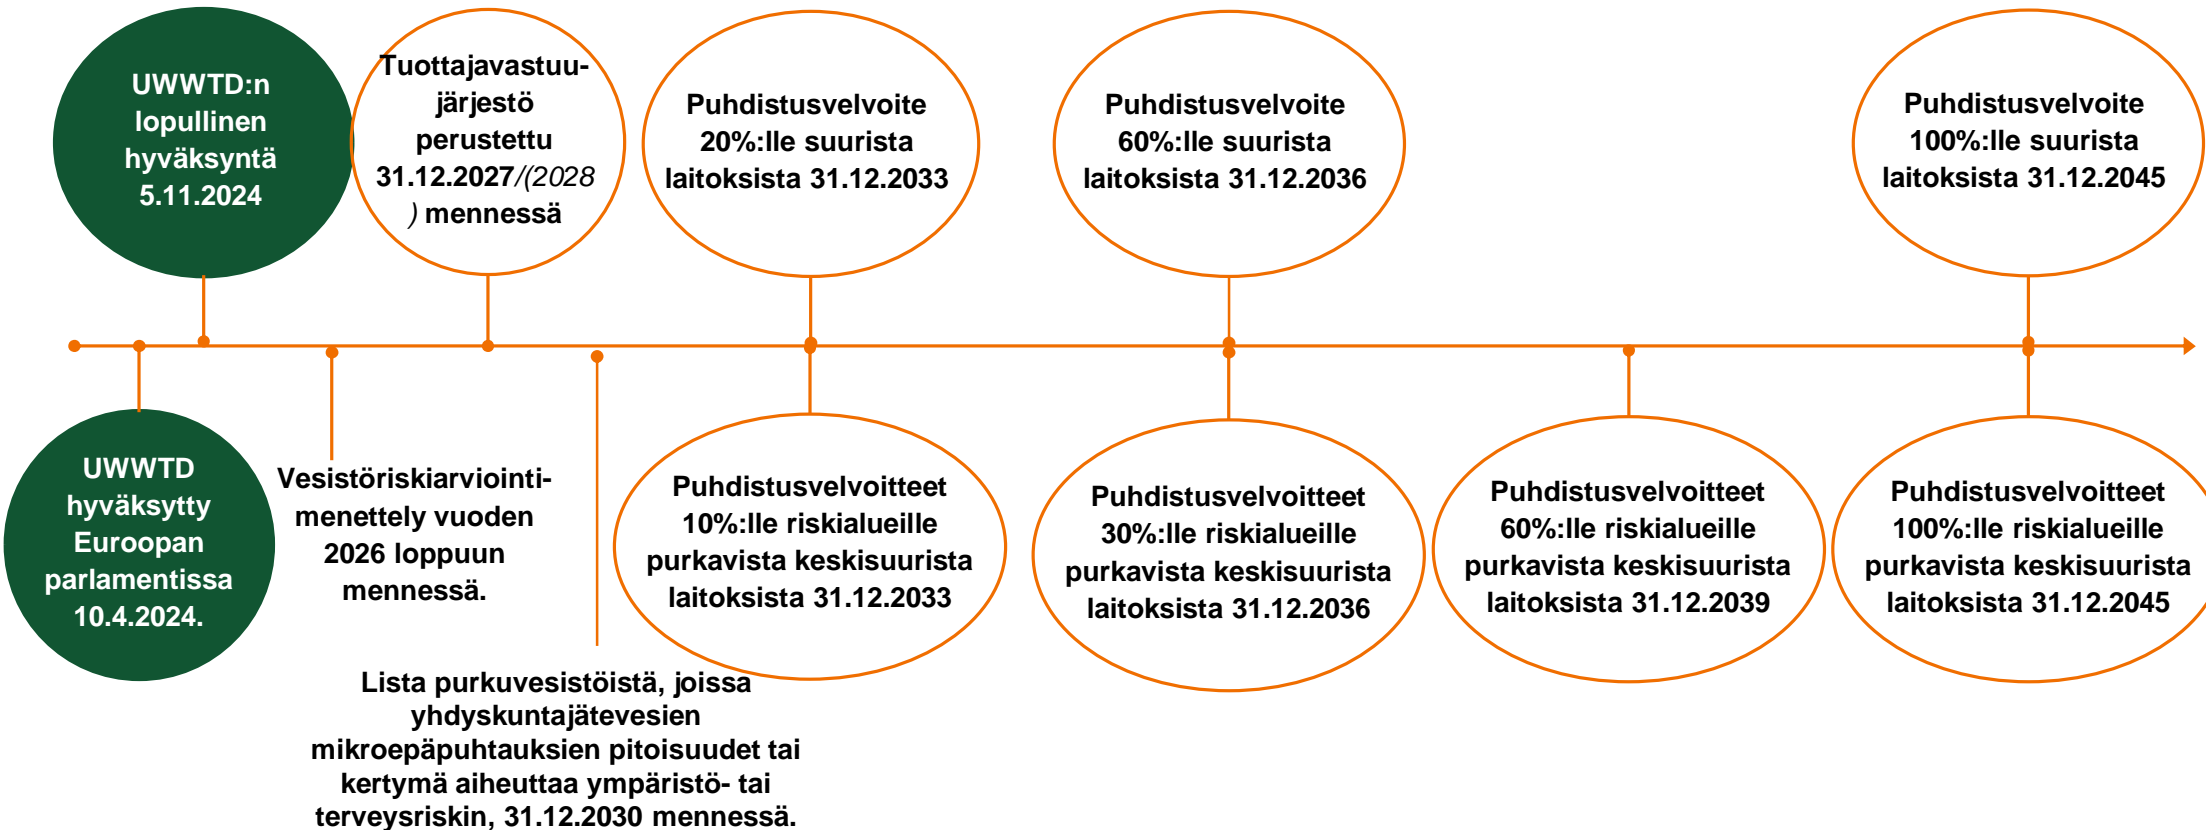 UWWTD:n
lopullinen
hyväksyntä
5.11.2024
Tuottajavastuu-
järjestö
perustettu
31.12.2027/(2028
) mennessä
Puhdistusvelvoite
20%:lle suurista
laitoksista 31.12.2033
Puhdistusvelvoite
60%:lle suurista
laitoksista 31.12.2036
Puhdistusvelvoite
100%:lle suurista
laitoksista 31.12.2045
UWWTD
hyväksytty
Euroopan
parlamentissa
10.4.2024.
Vesistöriskiarviointi-
menettely vuoden
2026 loppuun
mennessä.
Lista purkuvesistöistä, joissa
yhdyskuntajätevesien
mikroepäpuhtauksien pitoisuudet tai
kertymä aiheuttaa ympäristö- tai
terveysriskin, 31.12.2030 mennessä.
Puhdistusvelvoitteet
10%:lle riskialueille
purkavista keskisuurista
laitoksista 31.12.2033
Puhdistusvelvoitteet
30%:lle riskialueille
purkavista keskisuurista
laitoksista 31.12.2036
Puhdistusvelvoitteet
60%:lle riskialueille
purkavista keskisuurista
laitoksista 31.12.2039
Puhdistusvelvoitteet
100%:lle riskialueille
purkavista keskisuurista
laitoksista 31.12.2045